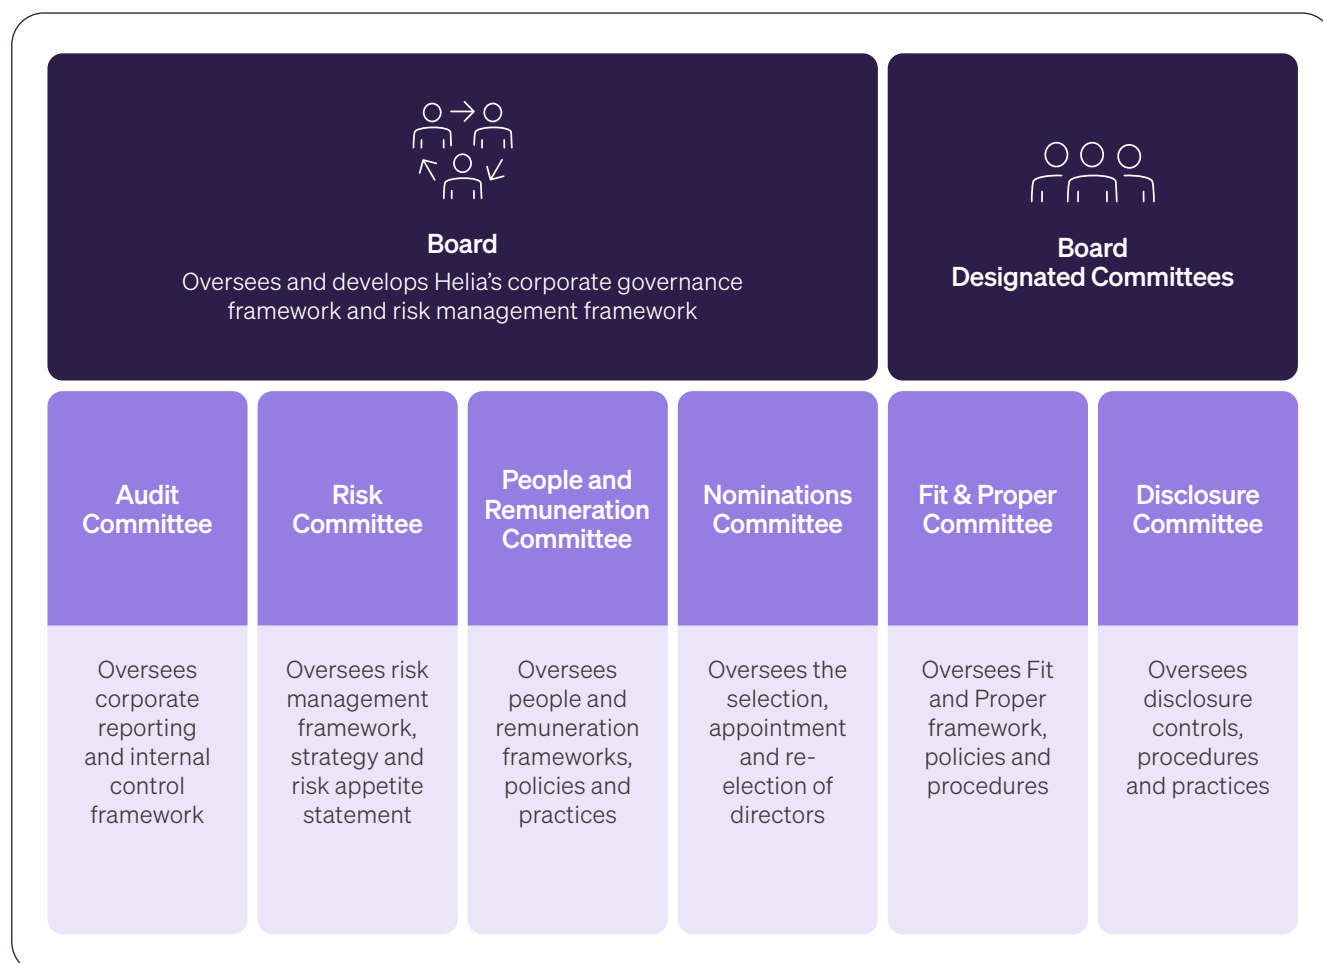 Board
Oversees and develops Helia’s corporate governance
framework and risk management framework
Board
Designated Committees
Audit
Committee
Oversees
corporate
reporting
and internal
control
framework
Risk
Committee
Oversees risk
management
framework,
strategy and
risk appetite
statement
People and
Remuneration
Committee
Oversees
people and
remuneration
frameworks,
policies and
practices
Nominations
Committee
Oversees the
selection,
appointment
and re-
election of
directors
Fit & Proper
Committee
Oversees Fit
and Proper
framework,
policies and
procedures
Disclosure
Committee
Oversees
disclosure
controls,
procedures
and practices